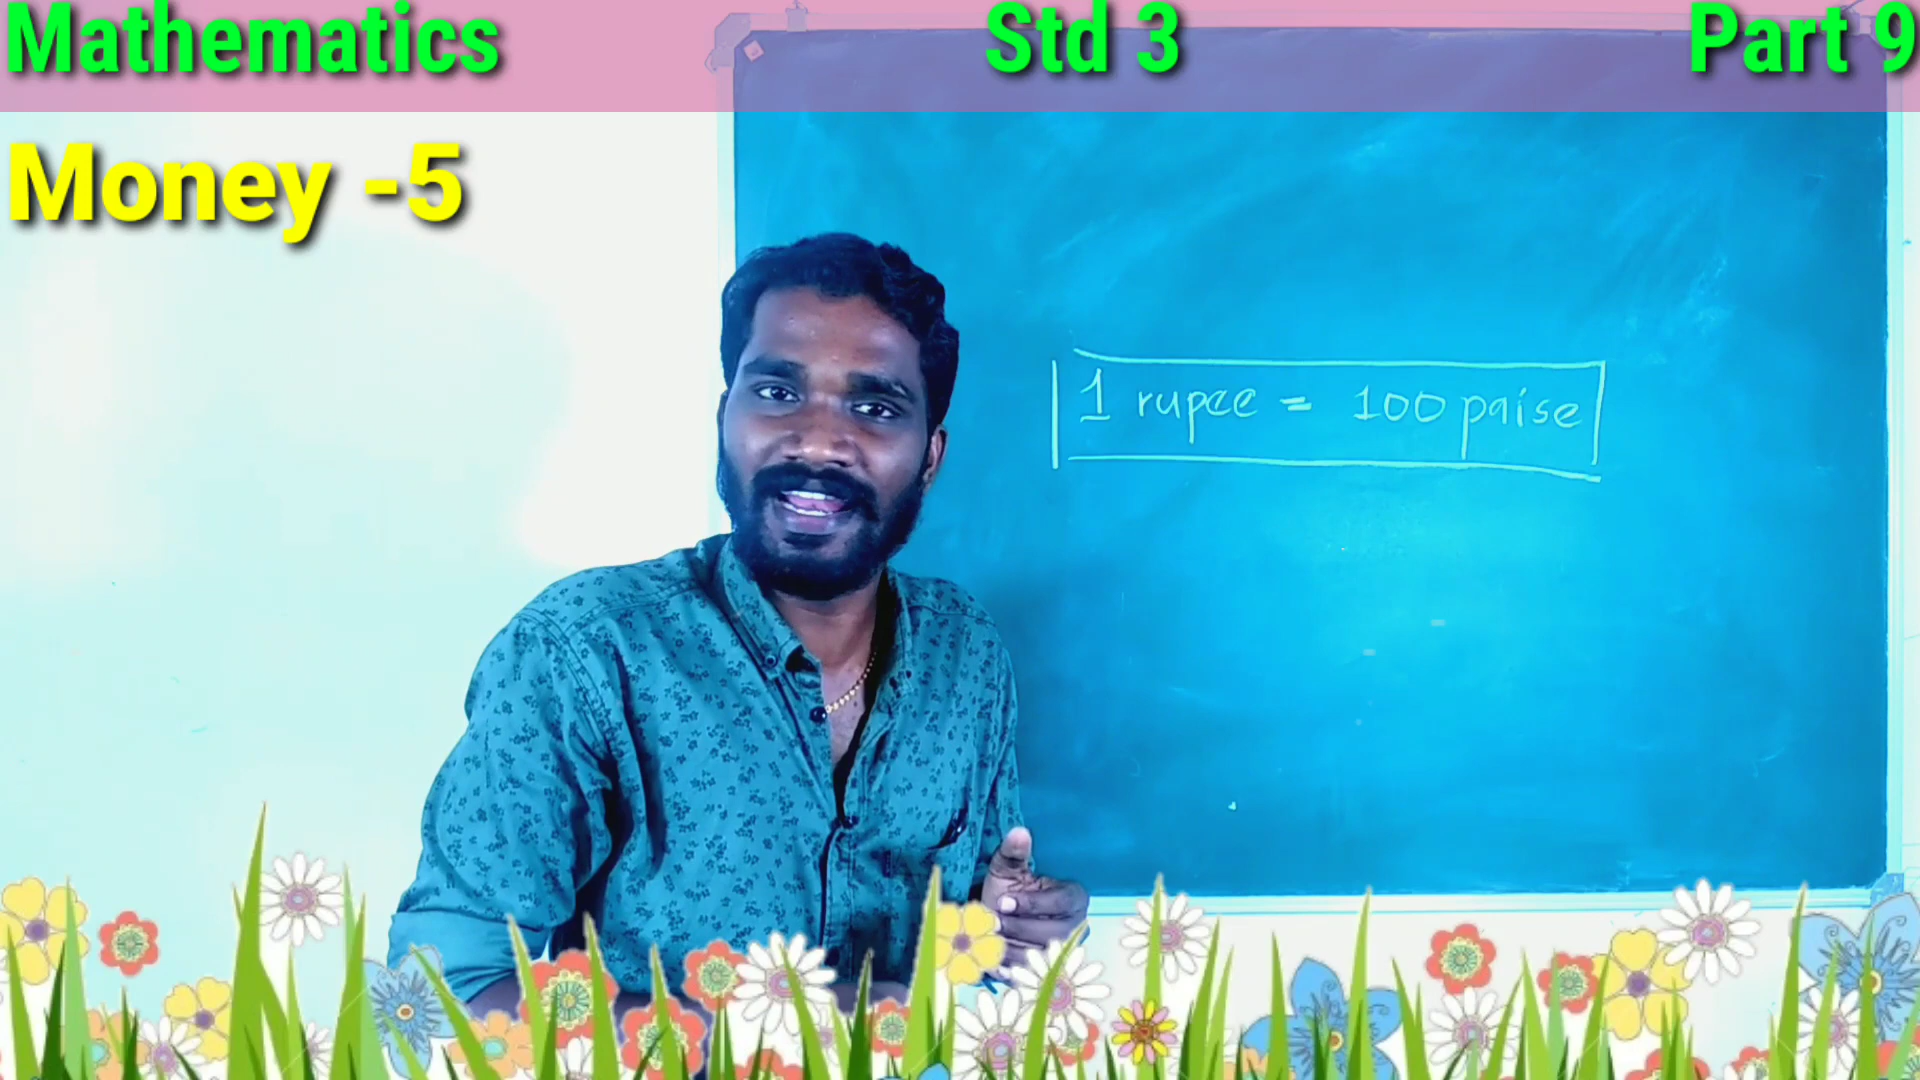 Mathematics Std 3 Part 9
Money -5
1 rupee = 100 paise